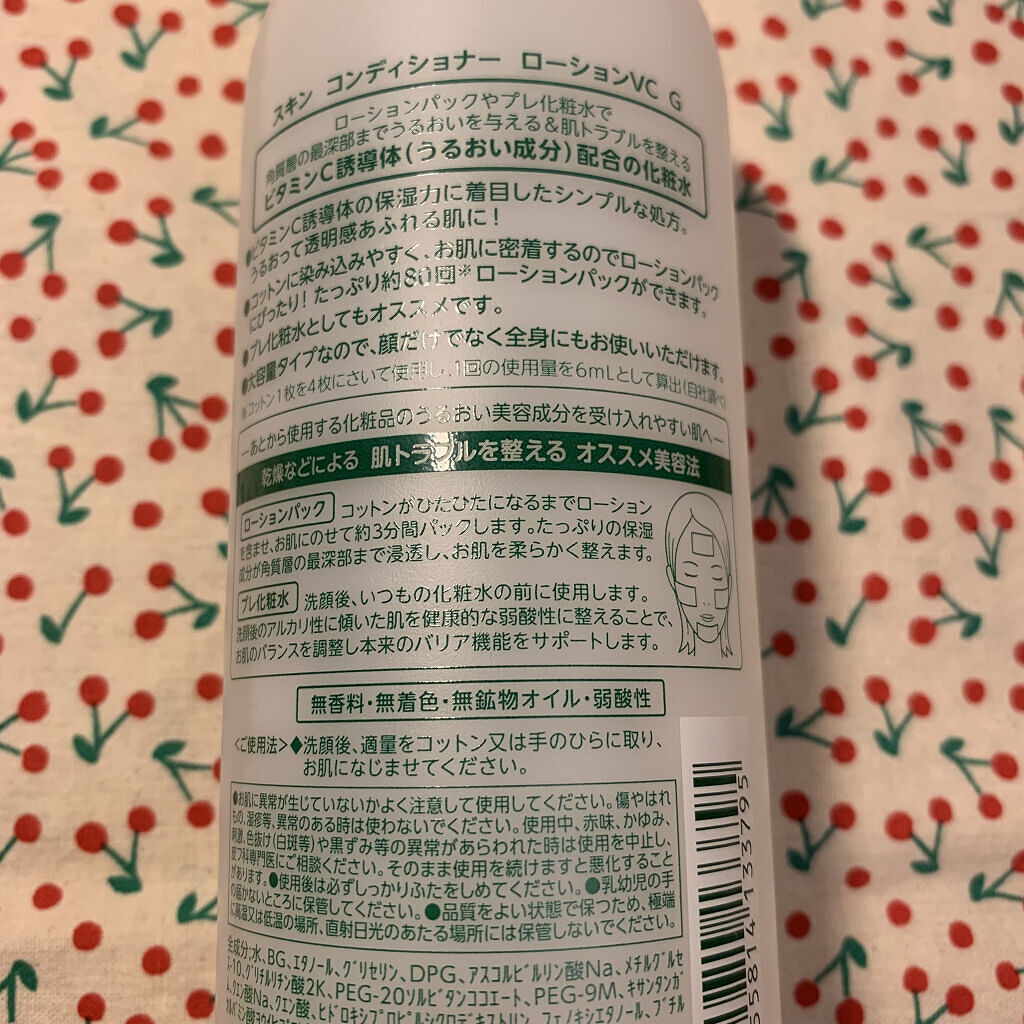 スキン コンディショナー ローションVC G
ローションパックやプレ化粧水で
角質層の最深部までうるおいを与える&肌トラブルを整える
ビタミンC誘導体(うるおい成分)配合の化粧水
●ビタミンC誘導体の保湿力に着目したシンプルな処方。
うるおって透明感あふれる肌に!
●コットンに染み込みやすく、お肌に密着するのでローションパック
にぴったり!たっぷり約80回※ローションパックができます。
●プレ化粧水としてもオススメです。
●大容量タイプなので、顔だけでなく全身にもお使いいただけます。
※コットン1枚を4枚にさいて使用し、1回の使用量を6mLとして算出(自社調べ)
―あとから使用する化粧品のうるおい美容成分を受け入れやすい肌へ―
乾燥などによる 肌トラブルを整える オススメ美容法
ローションパック コットンがひたひたになるまでローション
を含ませ、お肌にのせて約3分間パックします。たっぷりの保湿
成分が角質層の最深部まで浸透し、お肌を柔らかく整えます。
プレ化粧水 洗顔後、いつもの化粧水の前に使用します。
洗顔後のアルカリ性に傾いた肌を健康的な弱酸性に整えることで、
お肌のバランスを調整し本来のバリア機能をサポートします。
無香料・無着色・無鉱物オイル・弱酸性
<ご使用法>◆洗顔後、適量をコットン又は手のひらに取り、
お肌になじませてください。
●お肌に異常が生じていないかよく注意して使用してください。傷やはれ
もの、湿疹等、異常のある時は使わないでください。使用中、赤味、かゆみ、
刺激、色抜け(白斑等)や黒ずみ等の異常があらわれた時は使用を中止し、
皮フ科専門医にご相談ください。そのまま使用を続けますと悪化すること
があります。●使用後は必ずしっかりふたをしめてください。●乳幼児の手
の届かないところに保管してください。●品質をよい状態で保つため、極端
に高温又は低温の場所、直射日光のあたる場所には保管しないでください。
全成分;水、BG、エタノール、グリセリン、DPG、アスコルビルリン酸Na、メチルグルセ
ス-10、グリチルリチン酸2K、PEG-20ソルビタンココエート、PEG-9M、キサンタンガ
ム、クエン酸Na、クエン酸、ヒドロキシプロピルシクロデキストリン、フェノキシエタノール、ブチル
55814 133795